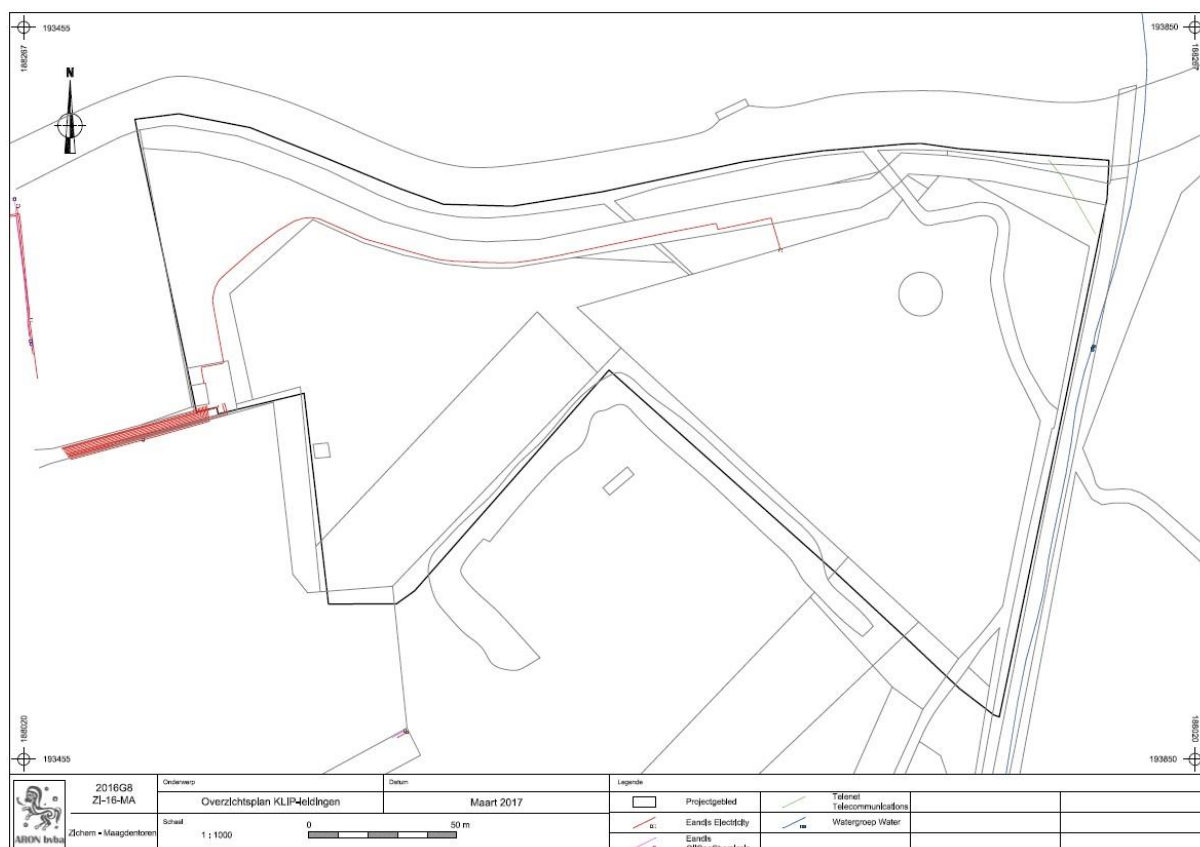 193455
193850
188267
188267
N
188020
188020
193455
193850
2016G8
ZI-16-MA
Zichem - Maagdentoren
ARON bvba
Onderwerp
Overzichtsplan KLIP-leidingen
Datum
Maart 2017
Schaal
1 : 1000
0
50 m
Legende
Projectgebied
Eandis Electricity
Eandis
Telenet
Telecommunications
Watergroep Water